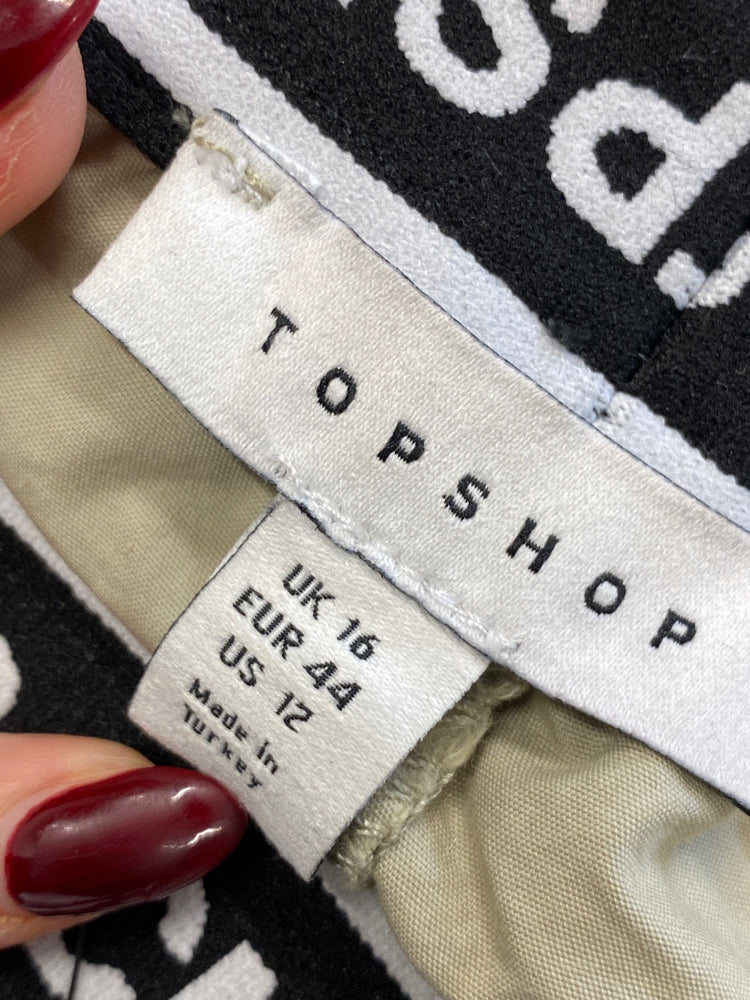 TOPSHOP
UK 16
EUR 44
US 12
Made in
Turkey